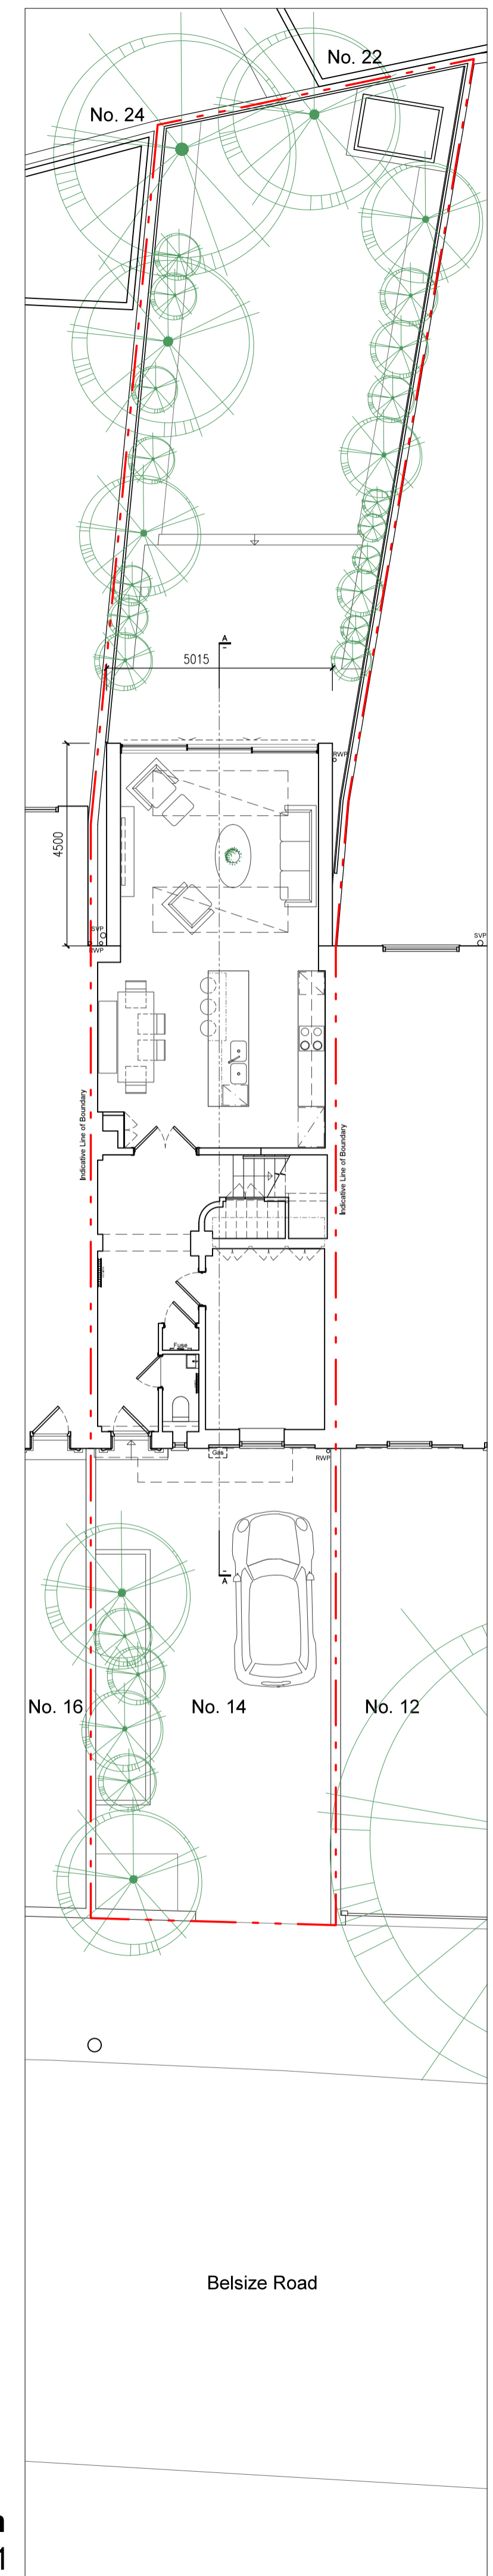 No. 22
No. 24
A
5015
RWP
4500
SVP
SVP
RWP
Indicative Line of Boundary
Indicative Line of Boundary
Fuse
Gas
RWP
A
No. 16
No. 14
No. 12
Belsize Road
1